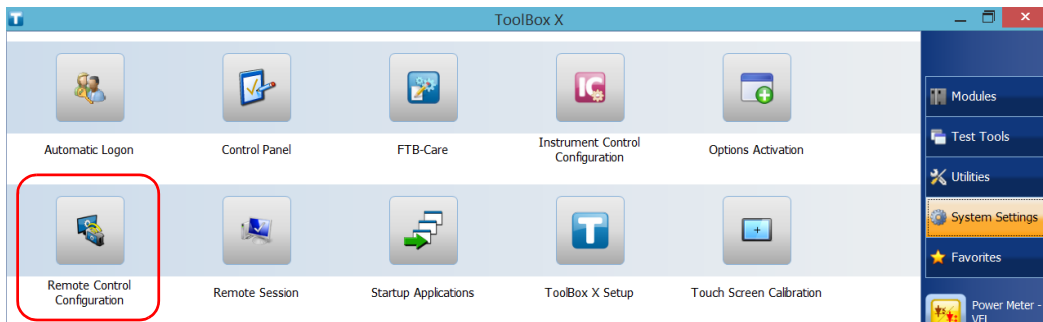 ToolBox X
Automatic Logon
Control Panel
FTB-Care
Instrument Control
Configuration
Options Activation
Remote Control
Configuration
Remote Session
Startup Applications
ToolBox X Setup
Touch Screen Calibration
Modules
Test Tools
Utilities
System Settings
Favorites
Power Meter -
VFL